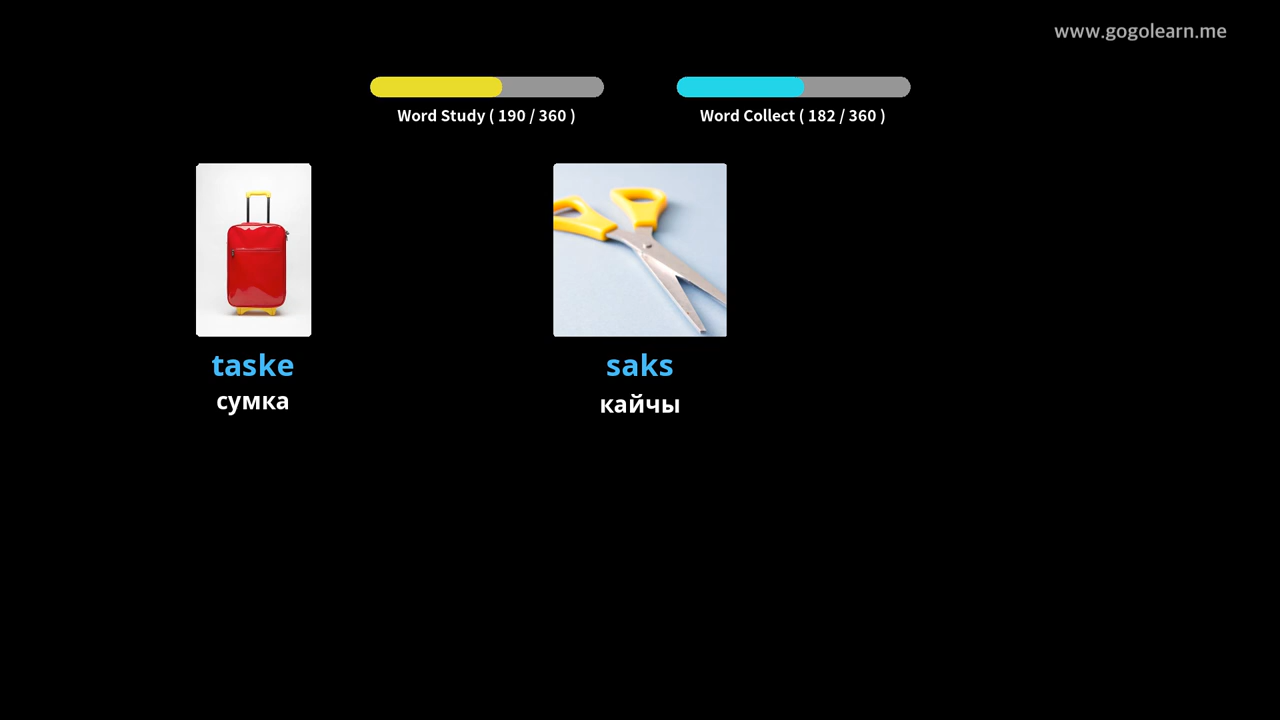 www.gogolearn.me
Word Study ( 190 / 360 )
Word Collect ( 182 / 360 )
taske
сумка
saks
кайчы